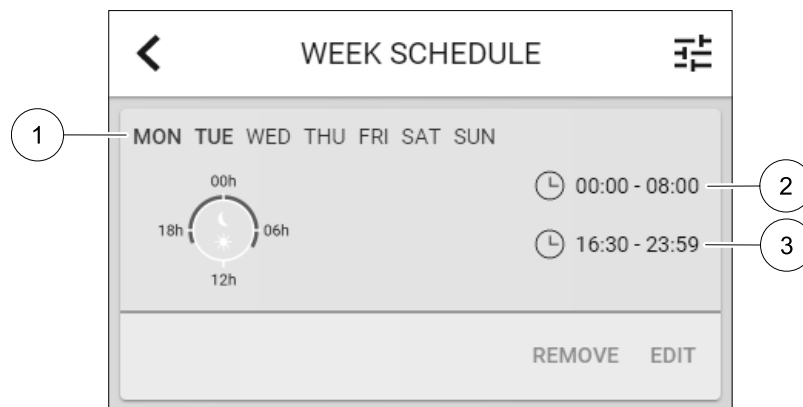 WEEK SCHEDULE
1
MON TUE WED THU FRI SAT SUN
00h
18h
06h
12h
00:00 - 08:00
2
16:30 - 23:59
3
REMOVE EDIT